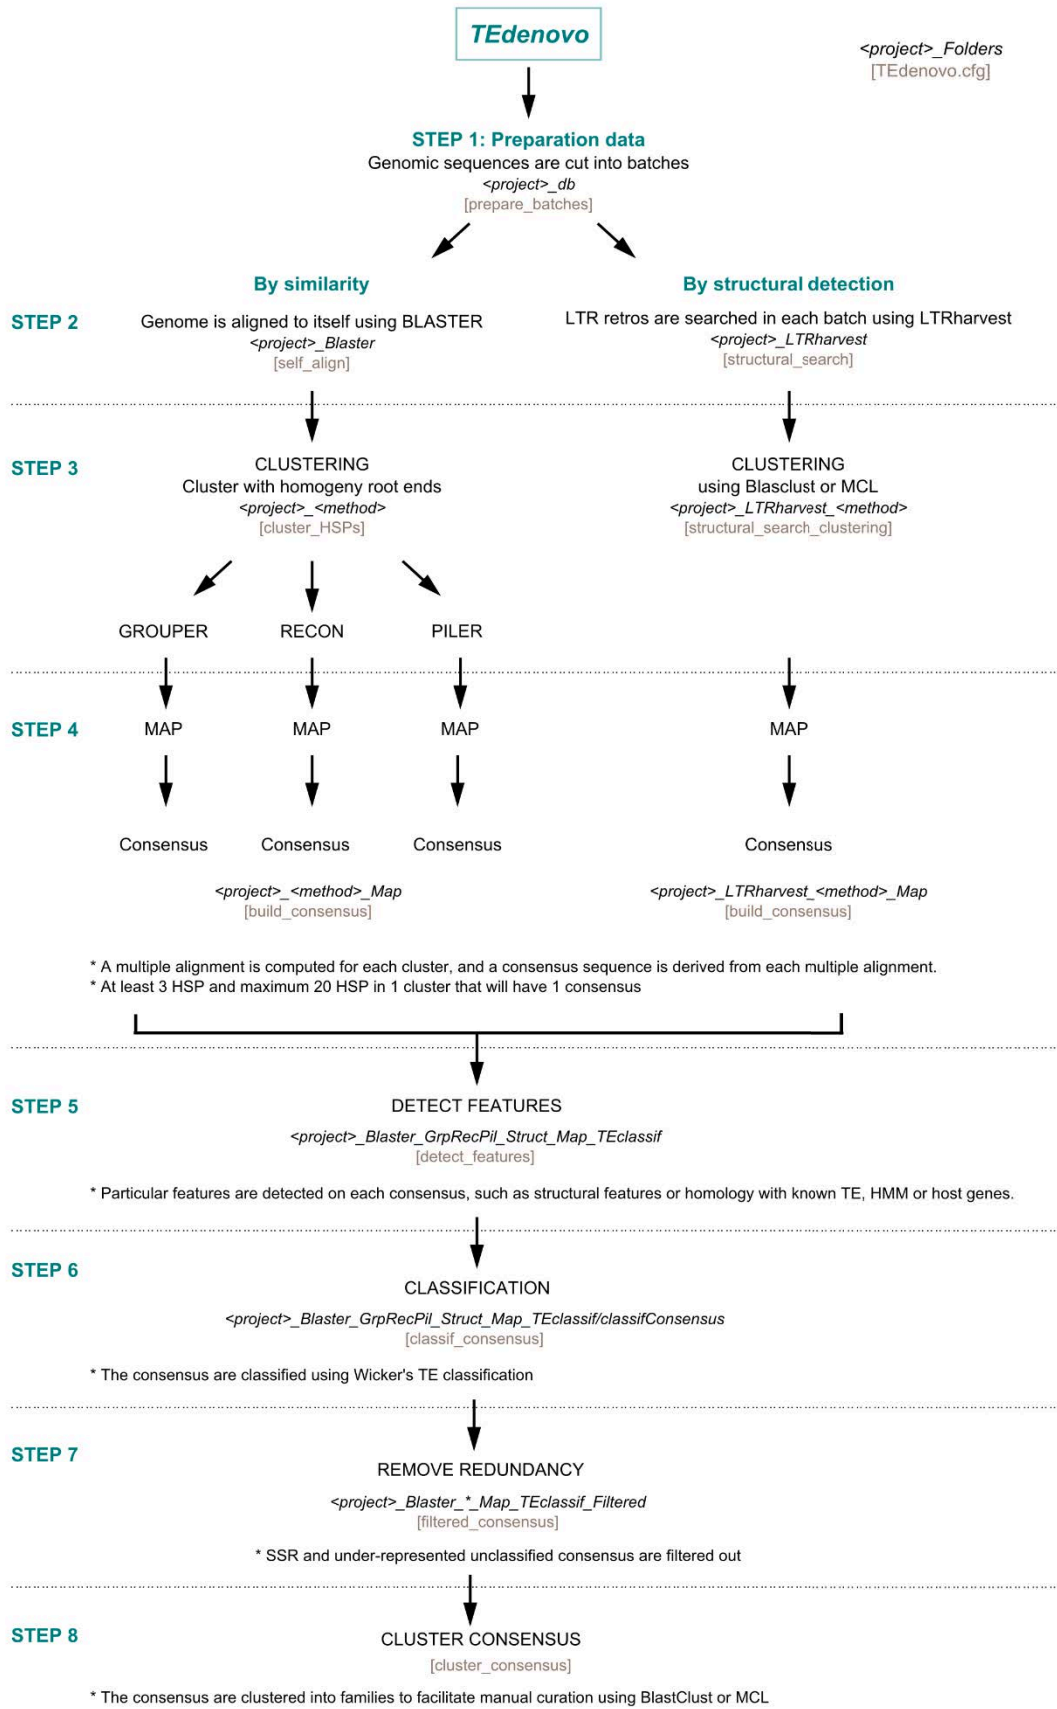 TEdenovo
<project>_Folders
[TEdenovo.cfg]
STEP 1: Preparation data
Genomic sequences are cut into batches
<project>_db
[prepare_batches]
By similarity
By structural detection
STEP 2
Genome is aligned to itself using BLASTER
<project>_Blaster
[self_align]
LTR retros are searched in each batch using LTRharvest
<project>_LTRharvest
[structural_search]
STEP 3
CLUSTERING
Cluster with homogeny root ends
<project>_<method>
[cluster_HSPs]
CLUSTERING
using Blasclust or MCL
<project>_LTRharvest_<method>
[structural_search_clustering]
GROUPER
RECON
PILER
STEP 4
MAP
MAP
MAP
MAP
Consensus
Consensus
Consensus
Consensus
<project>_<method>_Map
[build_consensus]
<project>_LTRharvest_<method>_Map
[build_consensus]
* A multiple alignment is computed for each cluster, and a consensus sequence is derived from each multiple alignment.
* At least 3 HSP and maximum 20 HSP in 1 cluster that will have 1 consensus
STEP 5
DETECT FEATURES
<project>_Blaster_GrpRecPil_Struct_Map_TEclassif
[detect_features]
* Particular features are detected on each consensus, such as structural features or homology with known TE, HMM or host genes.
STEP 6
CLASSIFICATION
<project>_Blaster_GrpRecPil_Struct_Map_TEclassif/classifConsensus
[classif_consensus]
* The consensus are classified using Wicker's TE classification
STEP 7
REMOVE REDUNDANCY
<project>_Blaster_*_Map_TEclassif_Filtered
[filtered_consensus]
* SSR and under-represented unclassified consensus are filtered out
STEP 8
CLUSTER CONSENSUS
[cluster_consensus]
* The consensus are clustered into families to facilitate manual curation using BlastClust or MCL